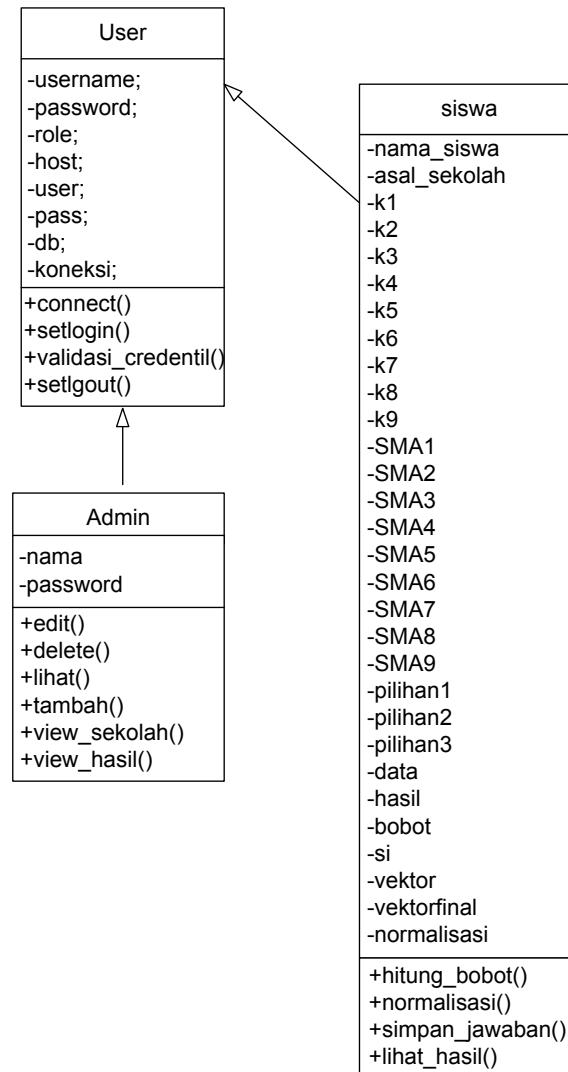 User
-username;
-password;
-role;
-host;
-user;
-pass;
-db;
-koneksi;
+connect()
+setlogin()
+validasi_credentil()
+setlgout()
Admin
-nama
-password
+edit()
+delete()
+lihat()
+tambah()
+view_sekolah()
+view_hasil()
siswa
-nama_siswa
-asal_sekolah
-k1
-k2
-k3
-k4
-k5
-k6
-k7
-k8
-k9
-SMA1
-SMA2
-SMA3
-SMA4
-SMA5
-SMA6
-SMA7
-SMA8
-SMA9
-pilihan1
-pilihan2
-pilihan3
-data
-hasil
-bobot
-si
-vektor
-vektorfinal
-normalisasi
+hitung_bobot()
+normalisasi()
+simpan_jawaban()
+lihat_hasil()